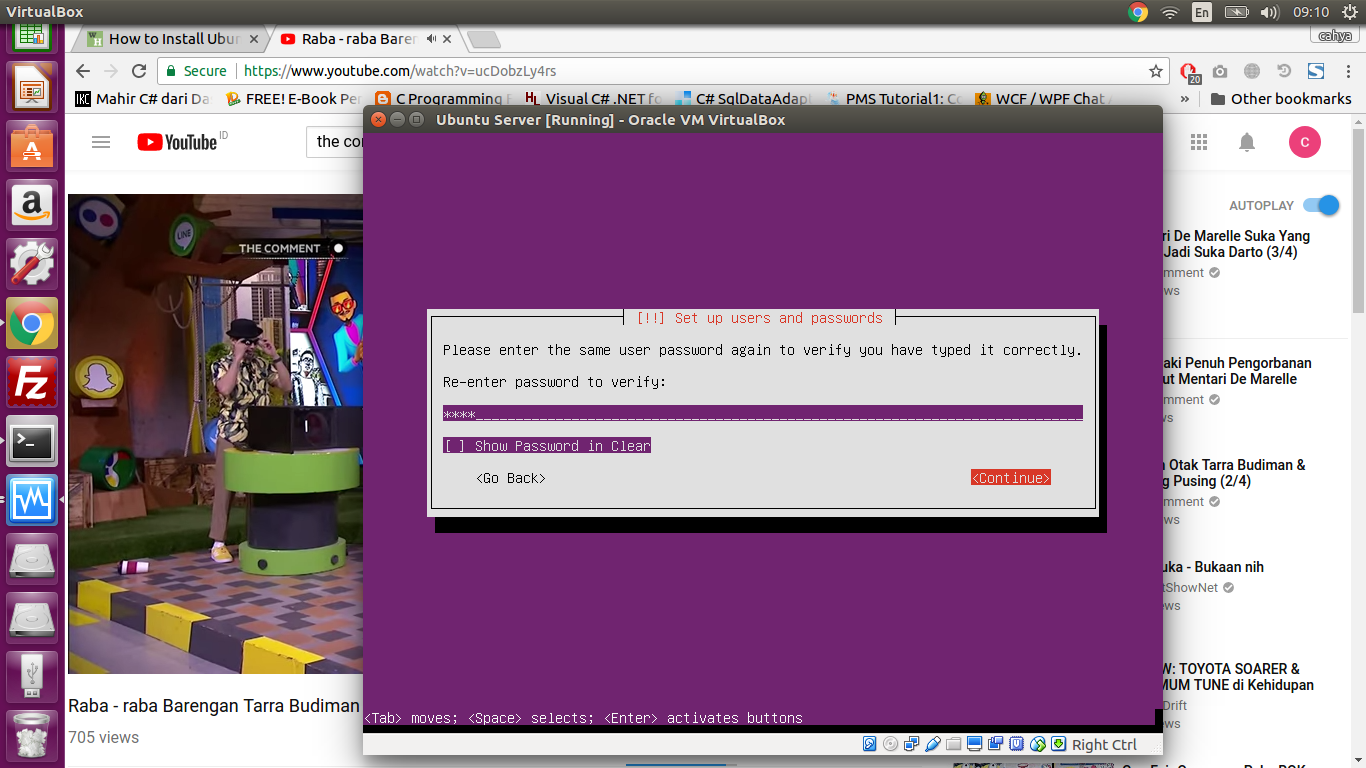 VirtualBox
En
09:10
How to Install Ubu
Raba - raba Baren
cahya
Secure
https://www.youtube.com/watch?v=ucDobzLy4rs
20
Mahir C# dari Da
FREE! E-Book Per
C Programming
Visual C# .NET fo
C# SqlDataAdap
PMS Tutorial1: Co
WCF / WPF Chat
»
Other bookmarks
Ubuntu Server [Running] - Oracle VM VirtualBox
YouTube ID
the co
C
AUTOPLAY
LINE
THE COMMENT
ri De Marelle Suka Yang
Jadi Suka Darto (3/4)
mment
ws
[!!] Set up users and passwords
Please enter the same user password again to verify you have typed it correctly.
Re-enter password to verify:
****
[ ] Show Password in Clear
<Go Back>
<Continue>
aki Penuh Pengorbanan
ut Mentari De Marelle
mment
ws
Otak Tarra Budiman &
g Pusing (2/4)
mment
ws
uka - Bukaan nih
tShowNet
ews
W: TOYOTA SOARER &
MUM TUNE di Kehidupan
Drift
ews
Raba - raba Barengan Tarra Budiman
705 views
<Tab> moves; <Space> selects; <Enter> activates buttons
Right Ctrl